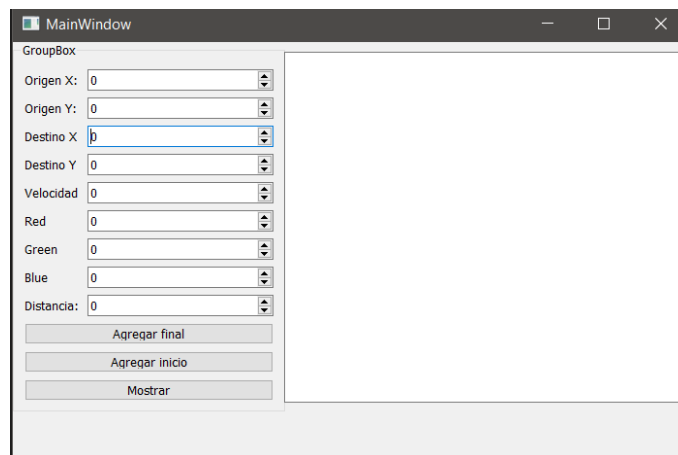 MainWindow
GroupBox
Origen X: 0
Origen Y: 0
Destino X 0
Destino Y 0
Velocidad 0
Red 0
Green 0
Blue 0
Distancia: 0
Agregar final
Agregar inicio
Mostrar